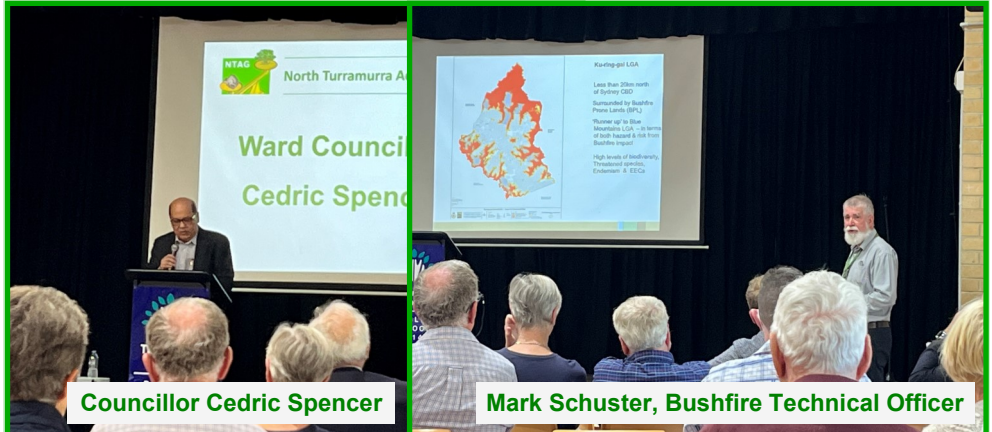 NTAG
North Turramurra Ac
Ward Council
Cedric Spenc
Councillor Cedric Spencer
Ku-ring-gai LGA
Less than 20km north
of Sydney CBD
Surrounded by Bushfire
Prone Lands (BPL)
'Runner up' to Blue
Mountains LGA – in terms
of both hazard & risk from
Bushfire impact
High levels of biodiversity,
Threatened species,
Endemism & EECs
Mark Schuster, Bushfire Technical Officer